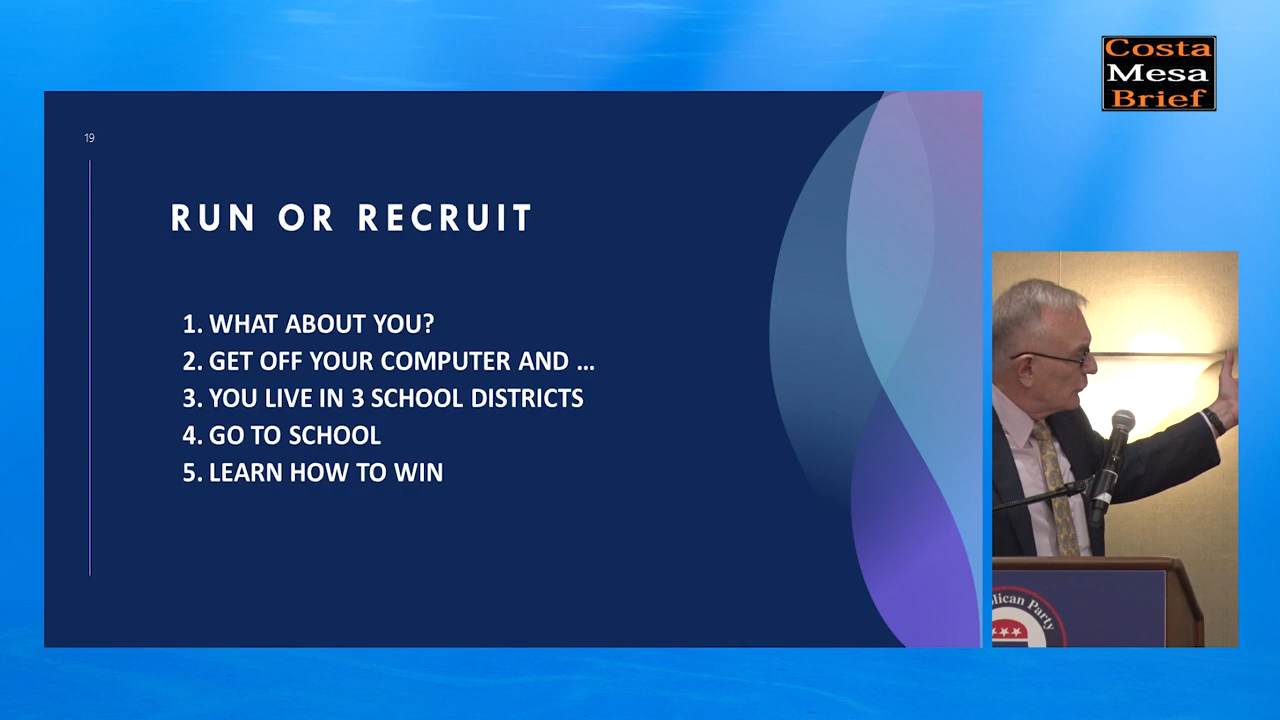 Costa
Mesa
Brief
19
RUN OR RECRUIT
1. WHAT ABOUT YOU?
2. GET OFF YOUR COMPUTER AND ...
3. YOU LIVE IN 3 SCHOOL DISTRICTS
4. GO TO SCHOOL
5. LEARN HOW TO WIN
Party